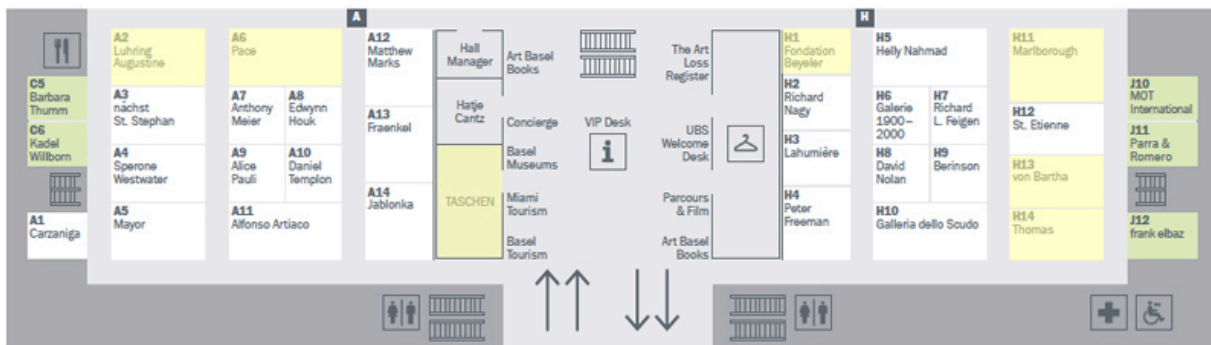 A
H
A2
Luhring
Augustine
A6
Pace
A12
Matthew
Marks
Hall
Manager
Art Basel
Books
The Art
Loss
Register
H1
Fondation
Beyeler
H5
Helly Nahmad
H11
Marlborough
C5
Barbara
Thumm
C6
Kadel
Willborn
A1
Carzaniga
A3
nächst
St. Stephan
A7
Anthony
Meier
A8
Edwynn
Houk
A4
Sperone
Westwater
A9
Alice
Pauli
A10
Daniel
Templon
A5
Mayor
A11
Alfonso Artiaco
A13
Fraenkel
A14
Jablonka
Hatje
Cantz
TASCHEN
Concierge
Basel
Museums
Miami
Tourism
Basel
Tourism
VIP Desk
i
UBS
Welcome
Desk
Parcours
& Film
Art Basel
Books
H2
Richard
Nagy
H3
Lahumière
H4
Peter
Freeman
H6
Galerie
1900–
2000
H7
Richard
L. Feigen
H8
David
Nolan
H9
Berinson
H10
Galleria dello Scudo
H12
St. Etienne
H13
von Bartha
H14
Thomas
J10
MOT
International
J11
Parra &
Romero
J12
frank elbaz